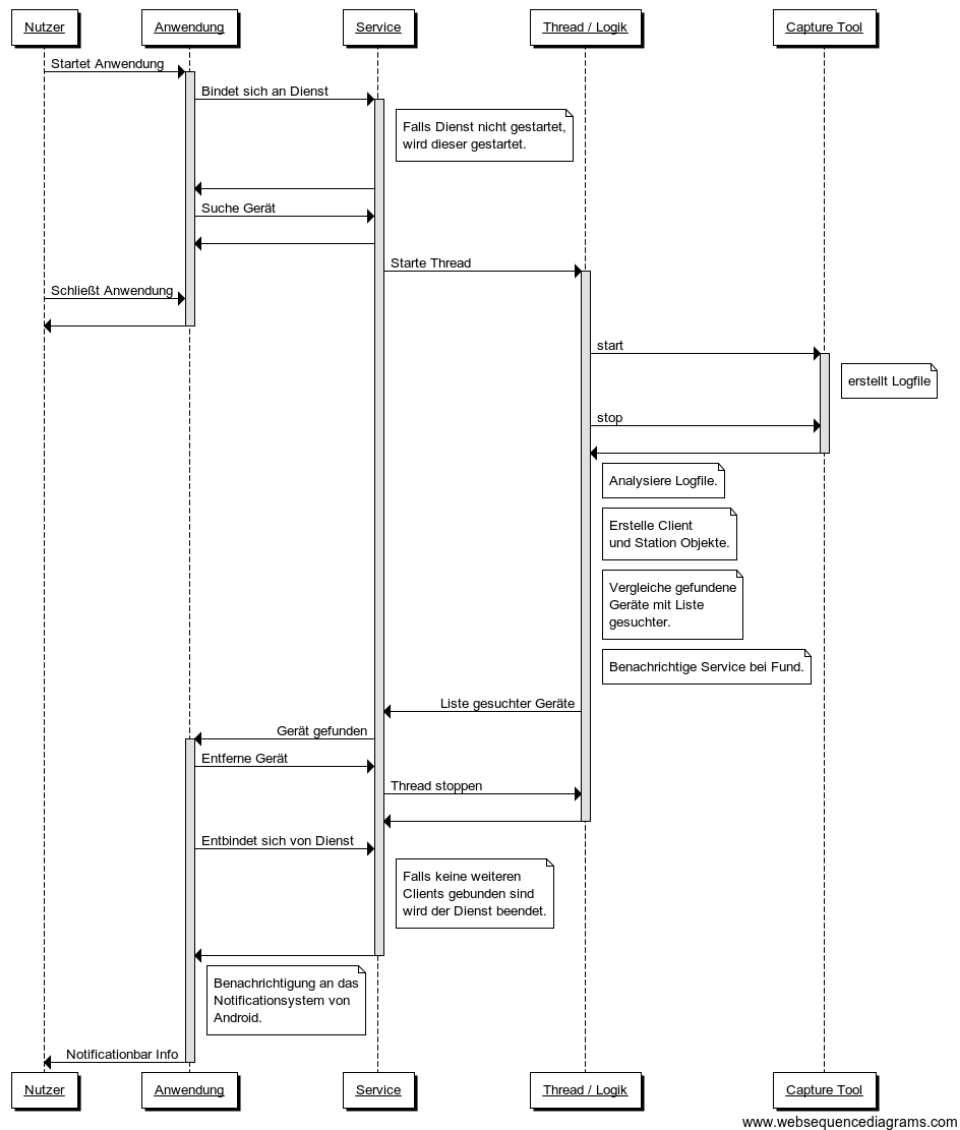 Nutzer
Anwendung
Service
Thread / Logik
Capture Tool
Startet Anwendung
Bindet sich an Dienst
Falls Dienst nicht gestartet,
wird dieser gestartet.
Suche Gerät
Starte Thread
Schließt Anwendung
start
erstellt Logfile
stop
Analysiere Logfile.
Erstelle Client
und Station Objekte.
Vergleiche gefundene
Geräte mit Liste
gesuchter.
Benachrichtige Service bei Fund.
Liste gesuchter Geräte
Gerät gefunden
Entferne Gerät
Thread stoppen
Entbindet sich von Dienst
Falls keine weiteren
Clients gebunden sind
wird der Dienst beendet.
Benachrichtigung an das
Notificationsystem von
Android.
Notificationbar Info
Nutzer
Anwendung
Service
Thread / Logik
Capture Tool
www.websequencediagrams.com